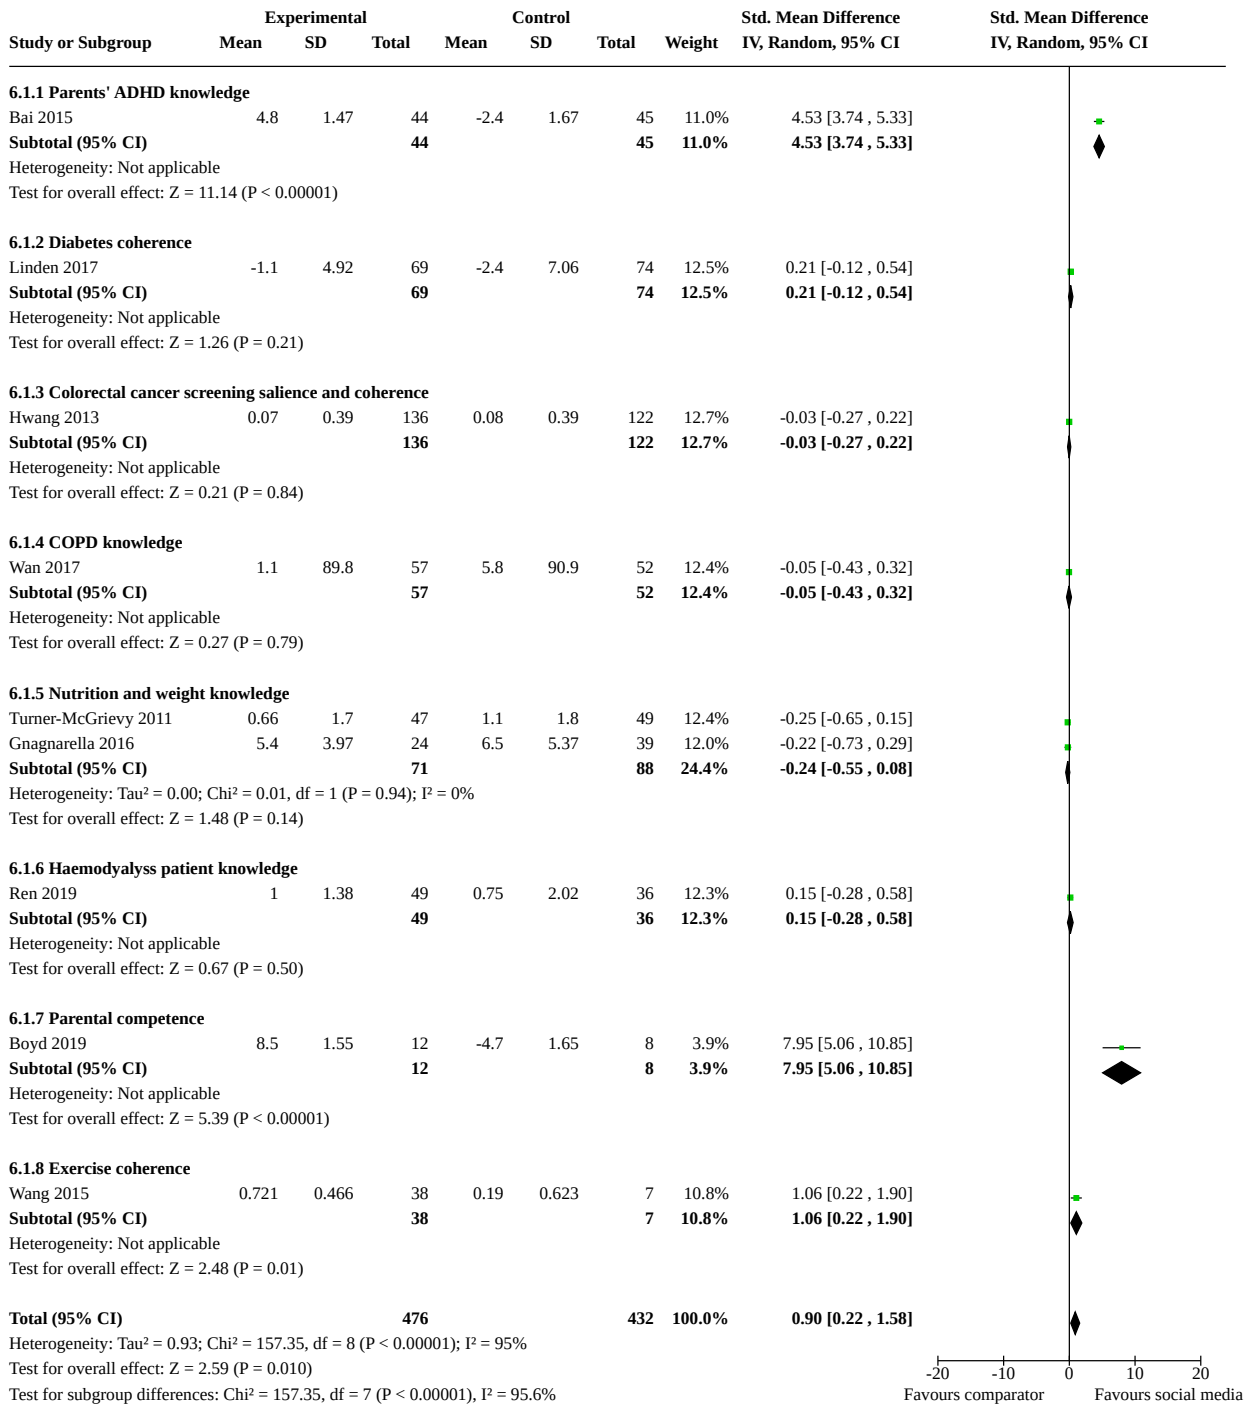 Experimental Control Std. Mean Difference Std. Mean Difference
Study or Subgroup Mean SD Total Mean SD Total Weight IV, Random, 95% CI IV, Random, 95% CI
6.1.1 Parents' ADHD knowledge
Bai 2015 4.8 1.47 44 -2.4 1.67 45 11.0% 4.53 [3.74 , 5.33]
Subtotal (95% CI) 44 45 11.0% 4.53 [3.74 , 5.33]
Heterogeneity: Not applicable
Test for overall effect: Z = 11.14 (P < 0.00001)
6.1.2 Diabetes coherence
Linden 2017 -1.1 4.92 69 -2.4 7.06 74 12.5% 0.21 [-0.12 , 0.54]
Subtotal (95% CI) 69 74 12.5% 0.21 [-0.12 , 0.54]
Heterogeneity: Not applicable
Test for overall effect: Z = 1.26 (P = 0.21)
6.1.3 Colorectal cancer screening salience and coherence
Hwang 2013 0.07 0.39 136 0.08 0.39 122 12.7% -0.03 [-0.27 , 0.22]
Subtotal (95% CI) 136 122 12.7% -0.03 [-0.27 , 0.22]
Heterogeneity: Not applicable
Test for overall effect: Z = 0.21 (P = 0.84)
6.1.4 COPD knowledge
Wan 2017 1.1 89.8 57 5.8 90.9 52 12.4% -0.05 [-0.43 , 0.32]
Subtotal (95% CI) 57 52 12.4% -0.05 [-0.43 , 0.32]
Heterogeneity: Not applicable
Test for overall effect: Z = 0.27 (P = 0.79)
6.1.5 Nutrition and weight knowledge
Turner-McGrievy 2011 0.66 1.7 47 1.1 1.8 49 12.4% -0.25 [-0.65 , 0.15]
Gnagnarella 2016 5.4 3.97 24 6.5 5.37 39 12.0% -0.22 [-0.73 , 0.29]
Subtotal (95% CI) 71 88 24.4% -0.24 [-0.55 , 0.08]
Heterogeneity: Tau² = 0.00; Chi² = 0.01, df = 1 (P = 0.94); I² = 0%
Test for overall effect: Z = 1.48 (P = 0.14)
6.1.6 Haemodyalyss patient knowledge
Ren 2019 1 1.38 49 0.75 2.02 36 12.3% 0.15 [-0.28 , 0.58]
Subtotal (95% CI) 49 36 12.3% 0.15 [-0.28 , 0.58]
Heterogeneity: Not applicable
Test for overall effect: Z = 0.67 (P = 0.50)
6.1.7 Parental competence
Boyd 2019 8.5 1.55 12 -4.7 1.65 8 3.9% 7.95 [5.06 , 10.85]
Subtotal (95% CI) 12 8 3.9% 7.95 [5.06 , 10.85]
Heterogeneity: Not applicable
Test for overall effect: Z = 5.39 (P < 0.00001)
6.1.8 Exercise coherence
Wang 2015 0.721 0.466 38 0.19 0.623 7 10.8% 1.06 [0.22 , 1.90]
Subtotal (95% CI) 38 7 10.8% 1.06 [0.22 , 1.90]
Heterogeneity: Not applicable
Test for overall effect: Z = 2.48 (P = 0.01)
Total (95% CI) 476 432 100.0% 0.90 [0.22 , 1.58]
Heterogeneity: Tau² = 0.93; Chi² = 157.35, df = 8 (P < 0.00001); I² = 95%
Test for overall effect: Z = 2.59 (P = 0.010)
-20 -10 0 10 20
Test for subgroup differences: Chi² = 157.35, df = 7 (P < 0.00001), I² = 95.6% Favours comparator Favours social media